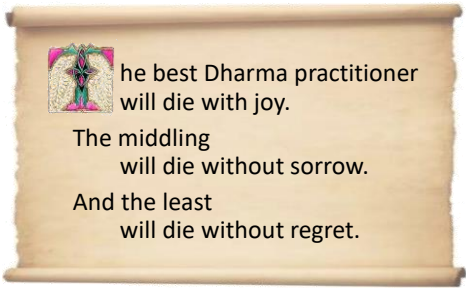 The best Dharma practitioner
will die with joy.
The middling
will die without sorrow.
And the least
will die without regret.